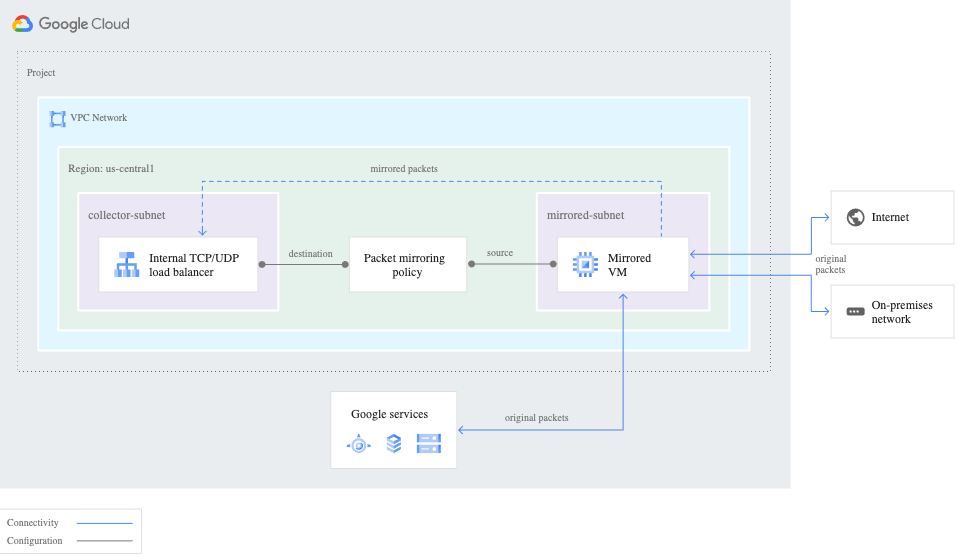 Google Cloud
Project
VPC Network
Region: us-central1
mirrored packets
collector-subnet
mirrored-subnet
Internal TCP/UDP
load balancer
destination
Packet mirroring
policy
source
Mirrored
VM
Internet
original
packets
On-premises
network
Google services
original packets
Connectivity
Configuration